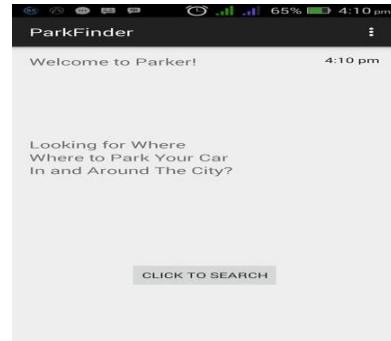 65% 4:10 pm
ParkFinder
Welcome to Parker! 4:10 pm
Looking for Where
Where to Park Your Car
In and Around The City?
CLICK TO SEARCH